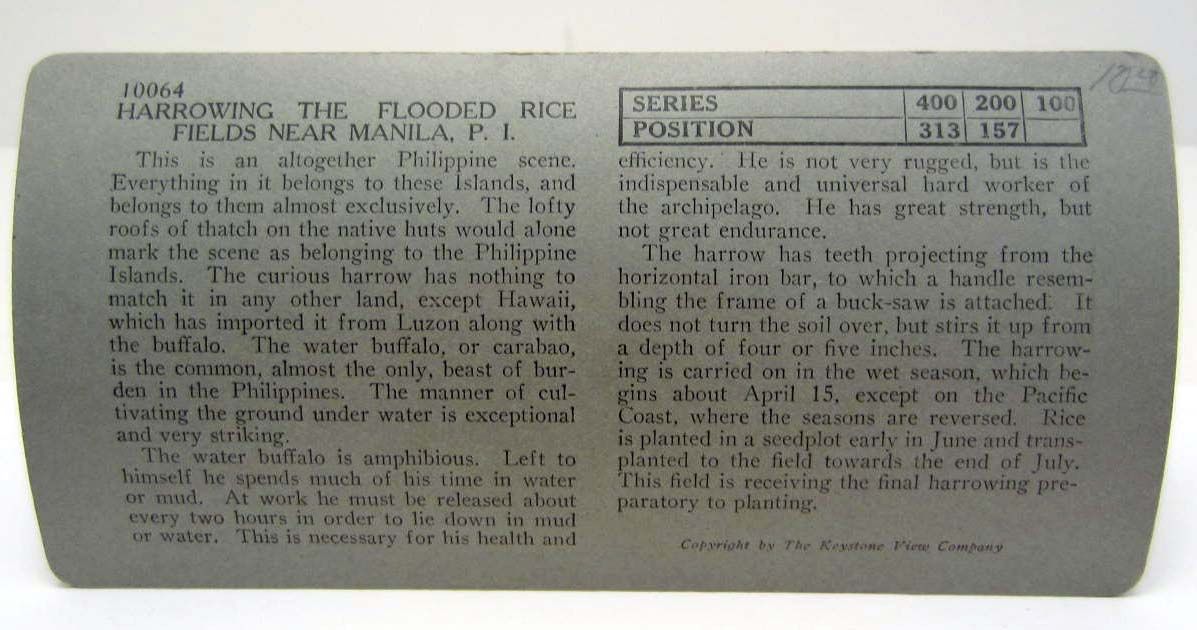 10064
HARROWING THE FLOODED RICE
FIELDS NEAR MANILA, P. I.
This is an altogether Philippine scene.
Everything in it belongs to these Islands, and
belongs to them almost exclusively. The lofty
roofs of thatch on the native huts would alone
mark the scene as belonging to the Philippine
Islands. The curious harrow has nothing to
match it in any other land, except Hawaii,
which has imported it from Luzon along with
the buffalo. The water buffalo, or carabao,
is the common, almost the only, beast of bur-
den in the Philippines. The manner of cul-
tivating the ground under water is exceptional
and very striking.
The water buffalo is amphibious. Left to
himself he spends much of his time in water
or mud. At work he must be released about
every two hours in order to lie down in mud
or water. This is necessary for his health and
SERIES 400 200 100
POSITION 313 157
efficiency. He is not very rugged, but is the
indispensable and universal hard worker of
the archipelago. He has great strength, but
not great endurance.
The harrow has teeth projecting from the
horizontal iron bar, to which a handle resem-
bling the frame of a buck-saw is attached. It
does not turn the soil over, but stirs it up from
a depth of four or five inches. The harrow-
ing is carried on in the wet season, which be-
gins about April 15, except on the Pacific
Coast, where the seasons are reversed. Rice
is planted in a seedplot early in June and trans-
planted to the field towards the end of July.
This field is receiving the final harrowing pre-
paratory to planting.
Copyright by The Keystone View Company